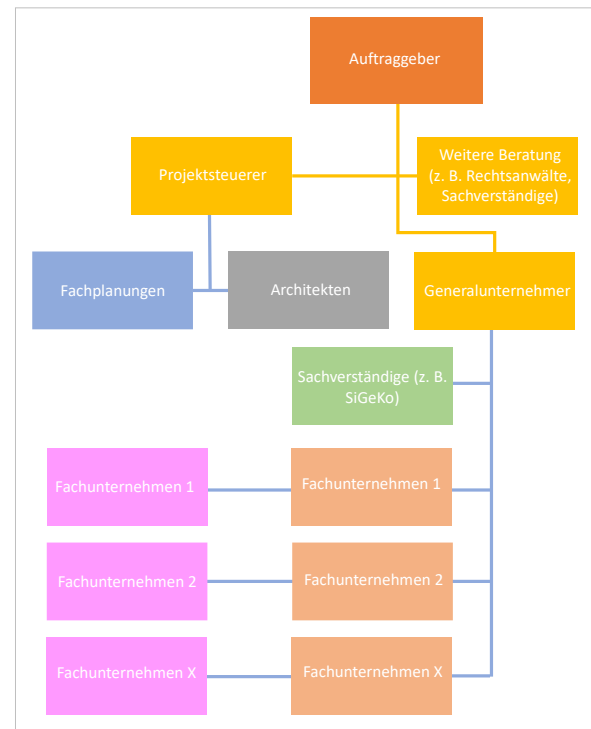 Auftraggeber
Projektsteuerer
Weitere Beratung
(z. B. Rechtsanwälte,
Sachverständige)
Fachplanungen
Architekten
Generalunternehmer
Sachverständige (z. B.
SiGeKo)
Fachunternehmen 1
Fachunternehmen 1
Fachunternehmen 2
Fachunternehmen 2
Fachunternehmen X
Fachunternehmen X